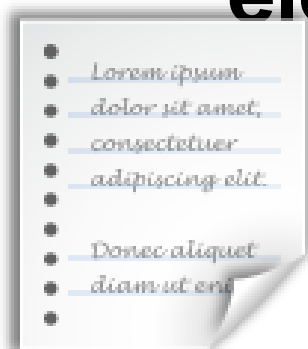 Lorem ipsum
dolor sit amet,
consectetuer
adipiscing elit.
Donec aliquet
diam ut